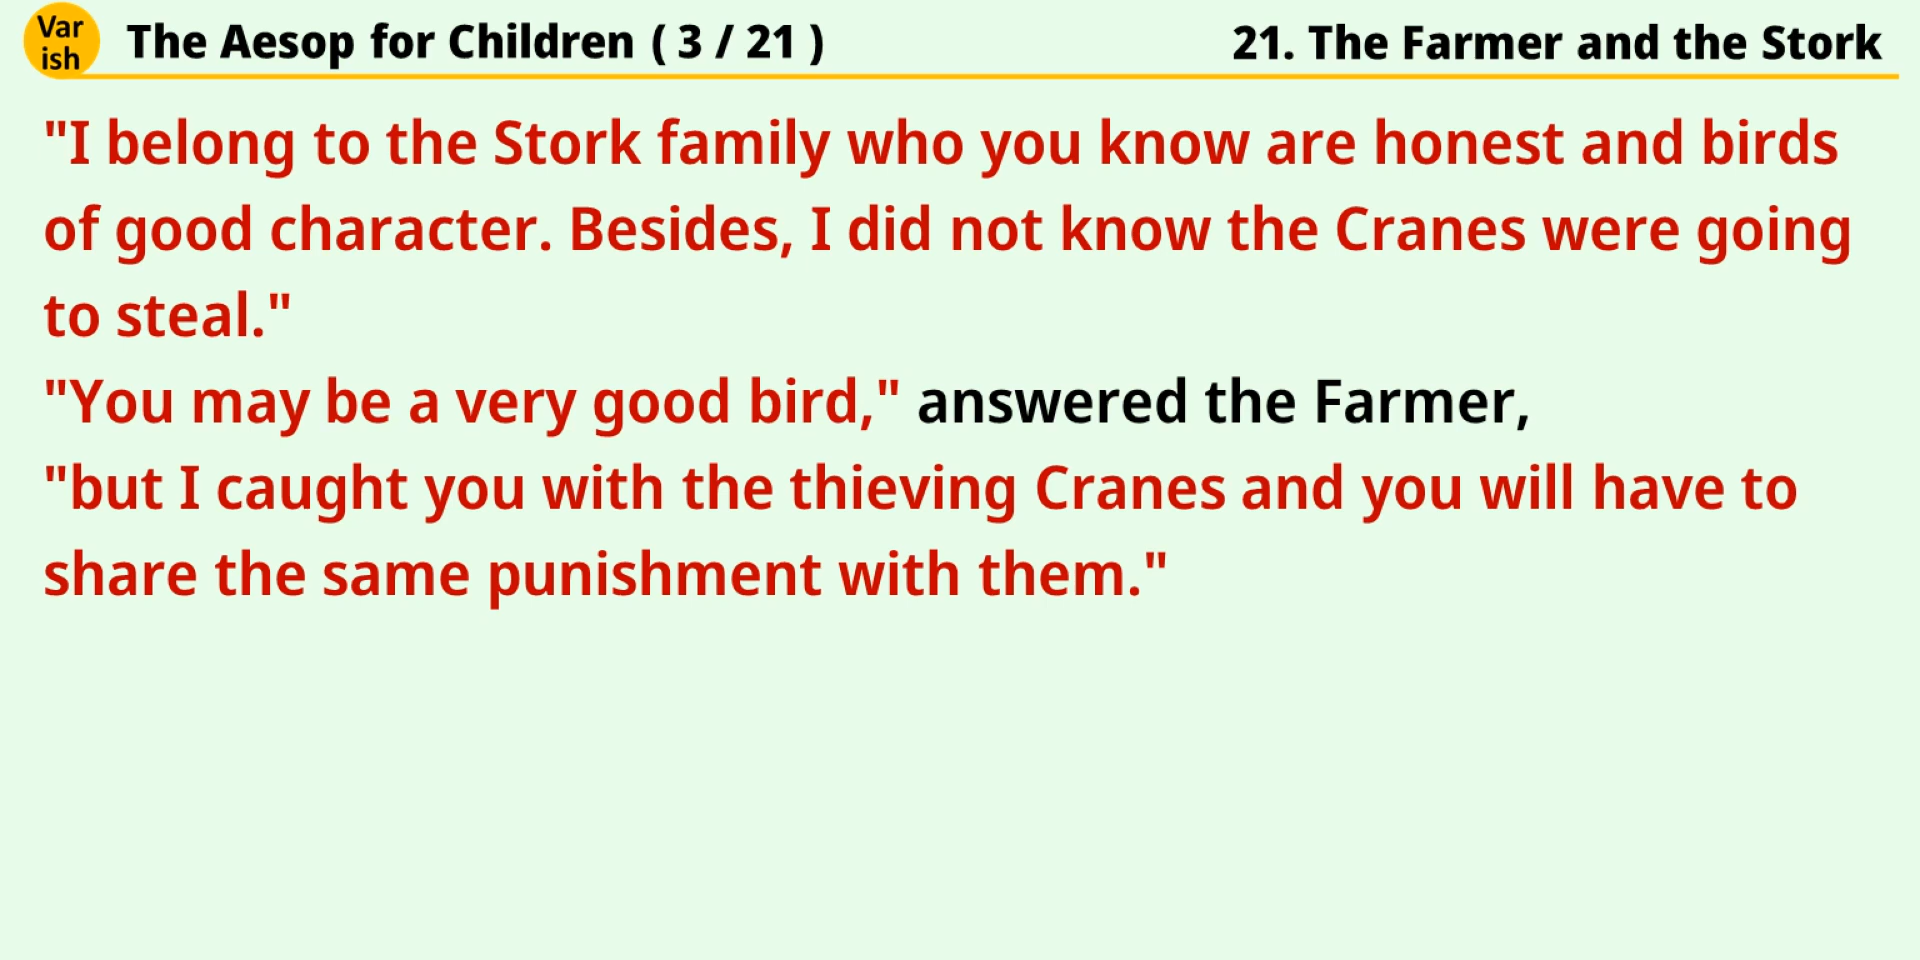 Var
ish
The Aesop for Children ( 3 / 21 )
21. The Farmer and the Stork
"I belong to the Stork family who you know are honest and birds
of good character. Besides, I did not know the Cranes were going
to steal."
"You may be a very good bird," answered the Farmer,
"but I caught you with the thieving Cranes and you will have to
share the same punishment with them."